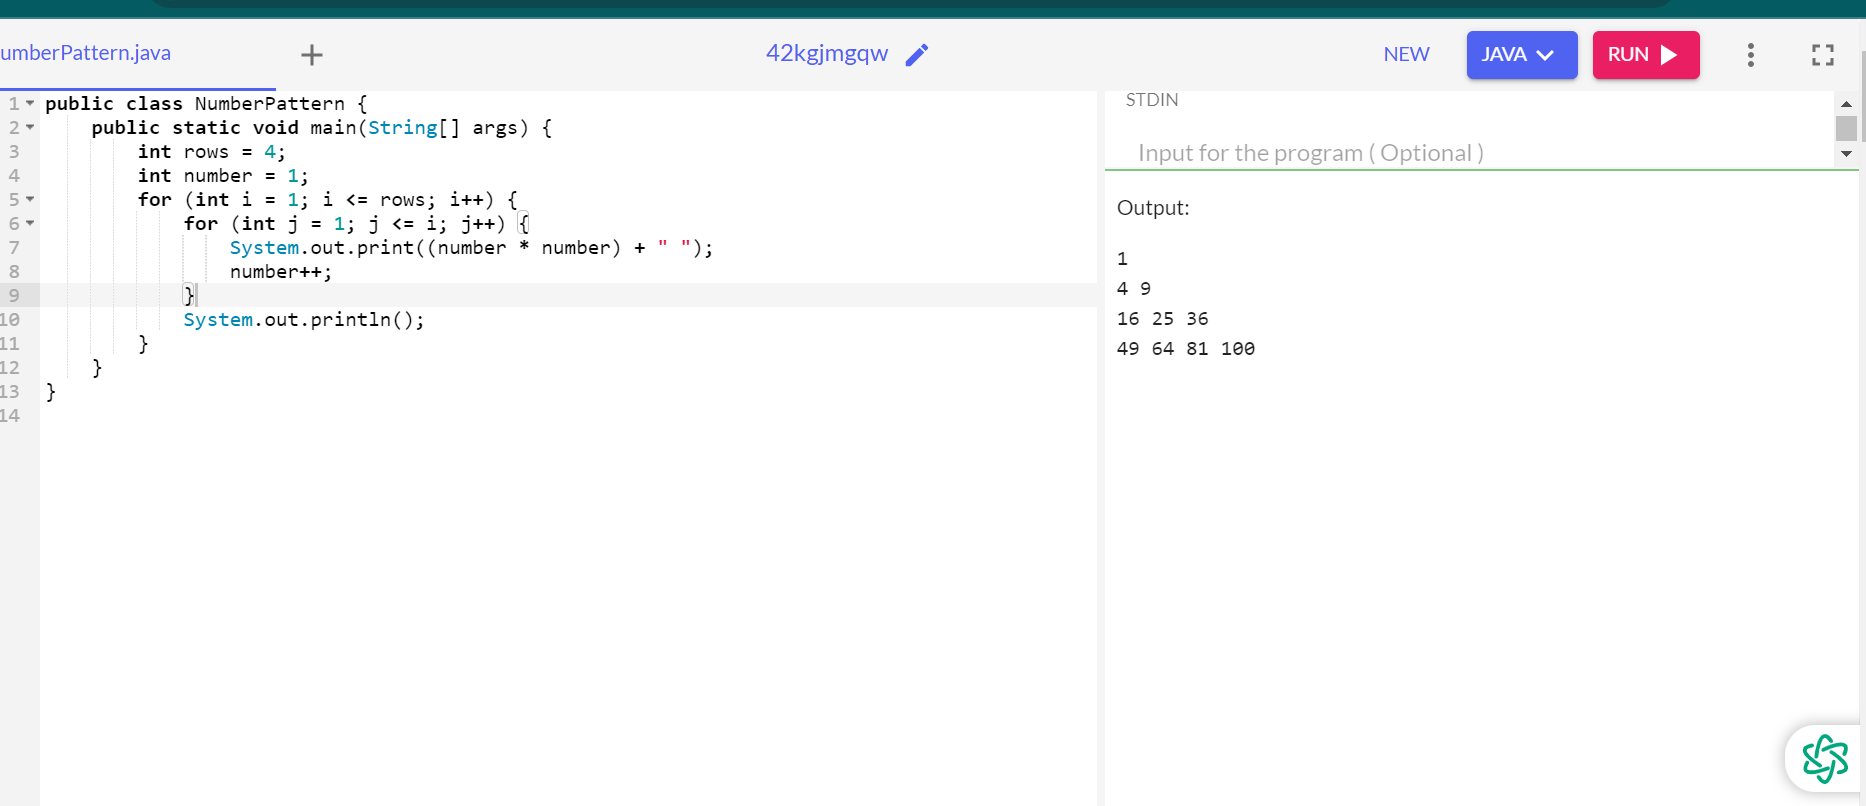 umberPattern.java
42kgjmgqw
NEW
JAVA
RUN
1 public class NumberPattern {
2 public static void main(String[] args) {
3 int rows = 4;
4 int number = 1;
5 for (int i = 1; i <= rows; i++) {
6 for (int j = 1; j <= i; j++) {
7 System.out.print((number * number) + " ");
8 number++;
9 }
10 System.out.println();
11 }
12 }
13 }
14
STDIN
Input for the program ( Optional )
Output:
1
4 9
16 25 36
49 64 81 100